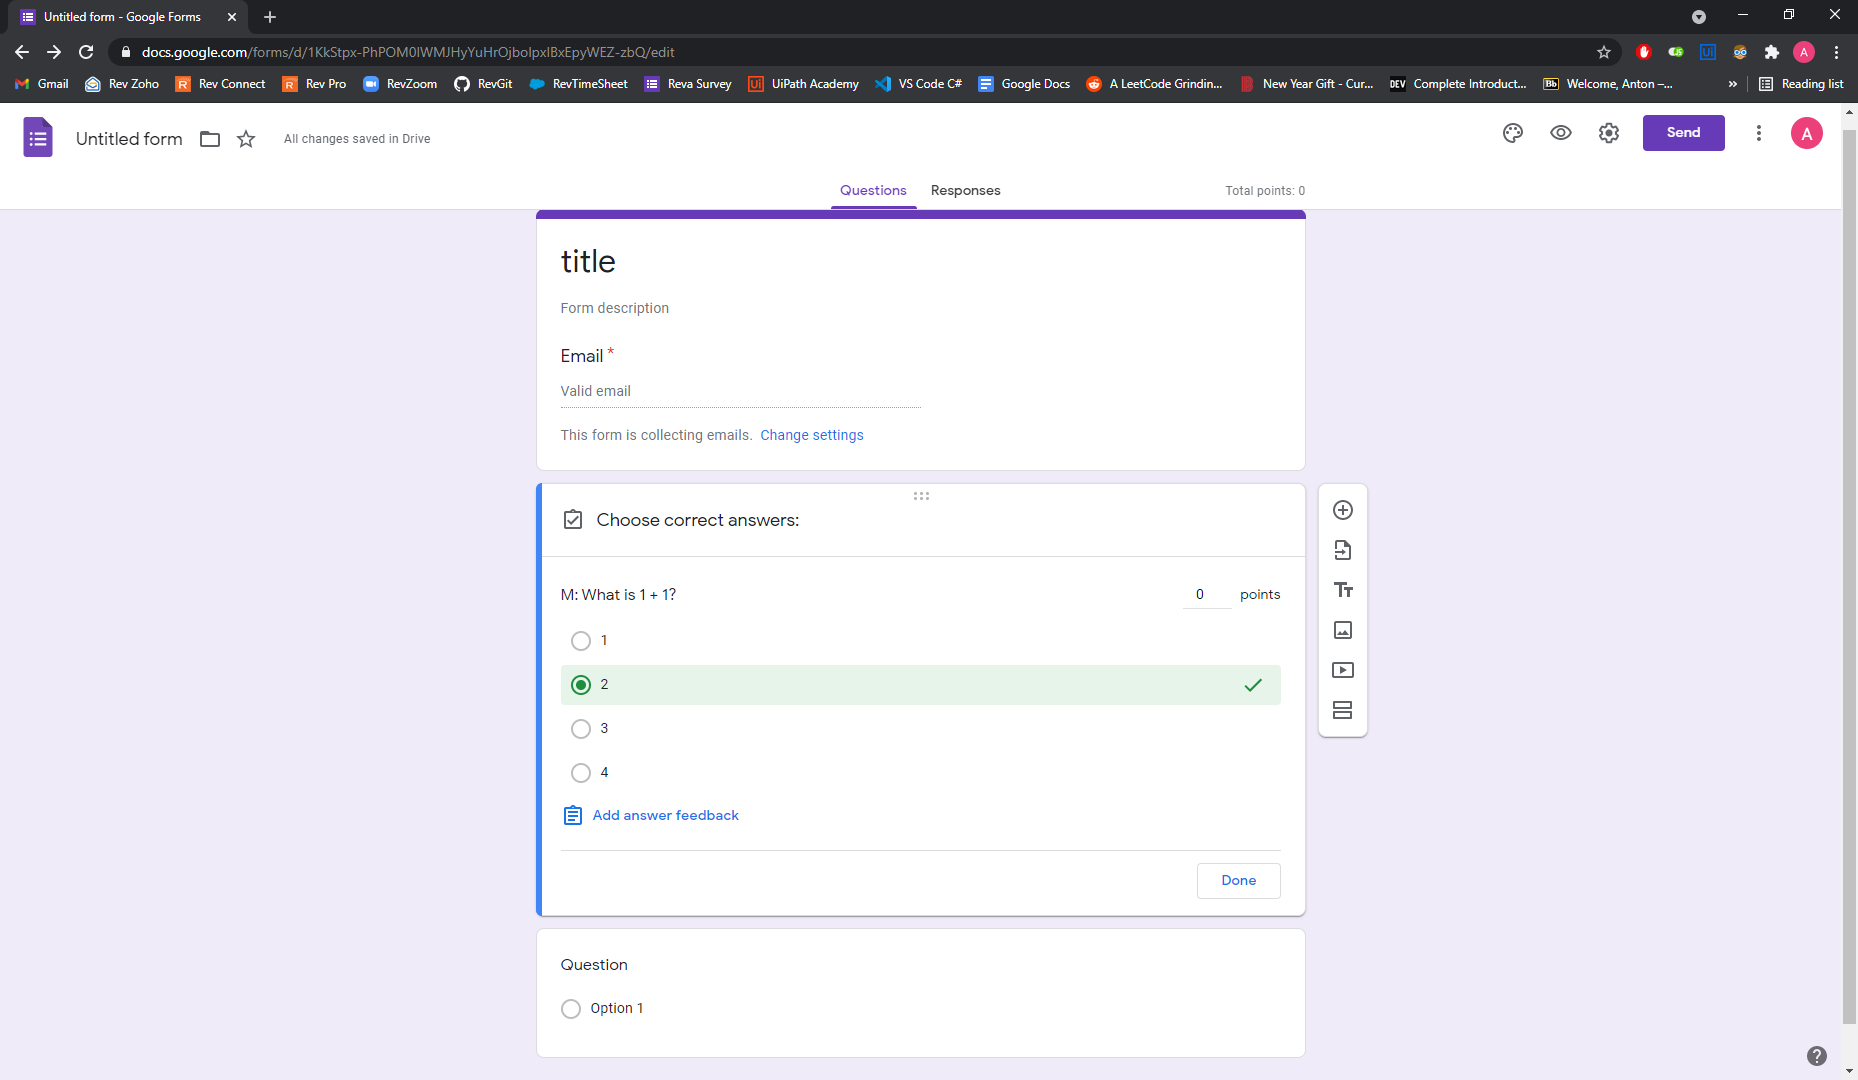 Untitled form - Google Forms
docs.google.com/forms/d/1KkStpx-PhPOM0lWMJHyYuHrOjbolpxlBxEpyWEZ-zbQ/edit
A
Gmail Rev Zoho Rev Connect Rev Pro RevZoom RevGit RevTimeSheet Reva Survey UiPath Academy VS Code C# Google Docs A LeetCode Grindin... New Year Gift - Cur... Complete Introduct... Welcome, Anton –... » Reading list
Untitled form
All changes saved in Drive
Send
A
Questions Responses Total points: 0
title
Form description
Email *
Valid email
This form is collecting emails. Change settings
Choose correct answers:
M: What is 1 + 1? 0 points
1
2
3
4
Add answer feedback
Done
Question
Option 1